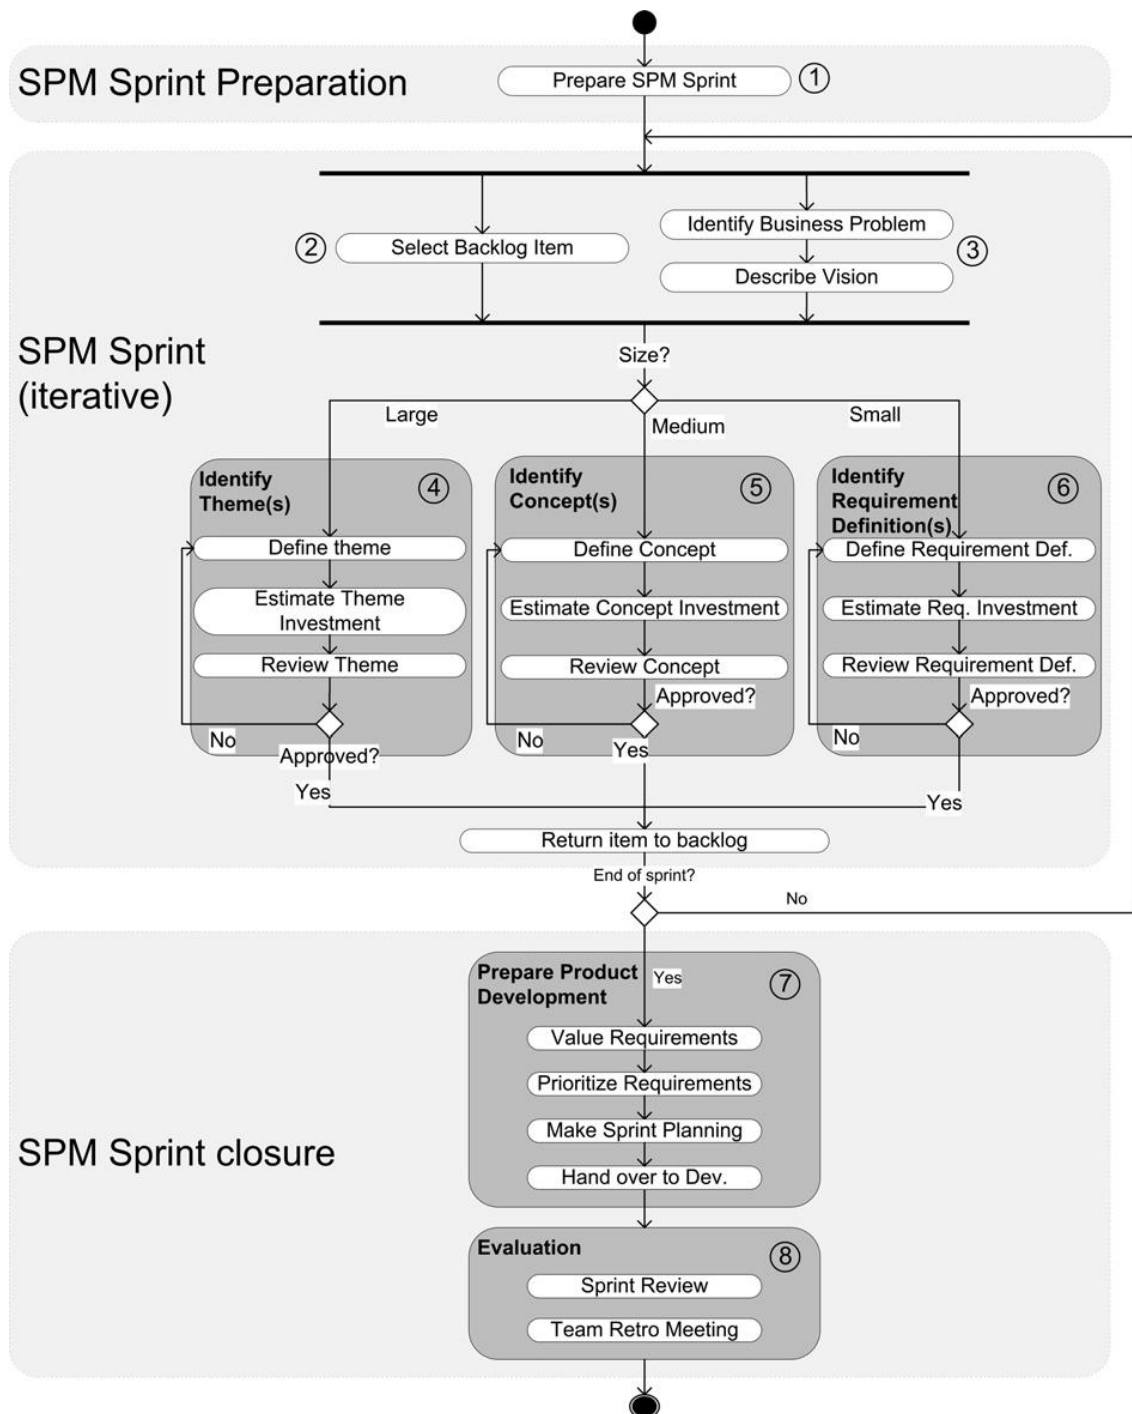 SPM Sprint Preparation
Prepare SPM Sprint
1
SPM Sprint
(iterative)
2
Select Backlog Item
Identify Business Problem
3
Describe Vision
Size?
Large
Medium
Small
Identify
Theme(s)
4
Define theme
Estimate Theme
Investment
Review Theme
No
Approved?
Yes
Identify
Concept(s)
5
Define Concept
Estimate Concept Investment
Review Concept
Approved?
No
Yes
Identify
Requirement
Definition(s)
6
Define Requirement Def.
Estimate Req. Investment
Review Requirement Def.
Approved?
No
Yes
Return item to backlog
End of sprint?
No
Yes
SPM Sprint closure
Prepare Product
Development
7
Value Requirements
Prioritize Requirements
Make Sprint Planning
Hand over to Dev.
Evaluation
8
Sprint Review
Team Retro Meeting